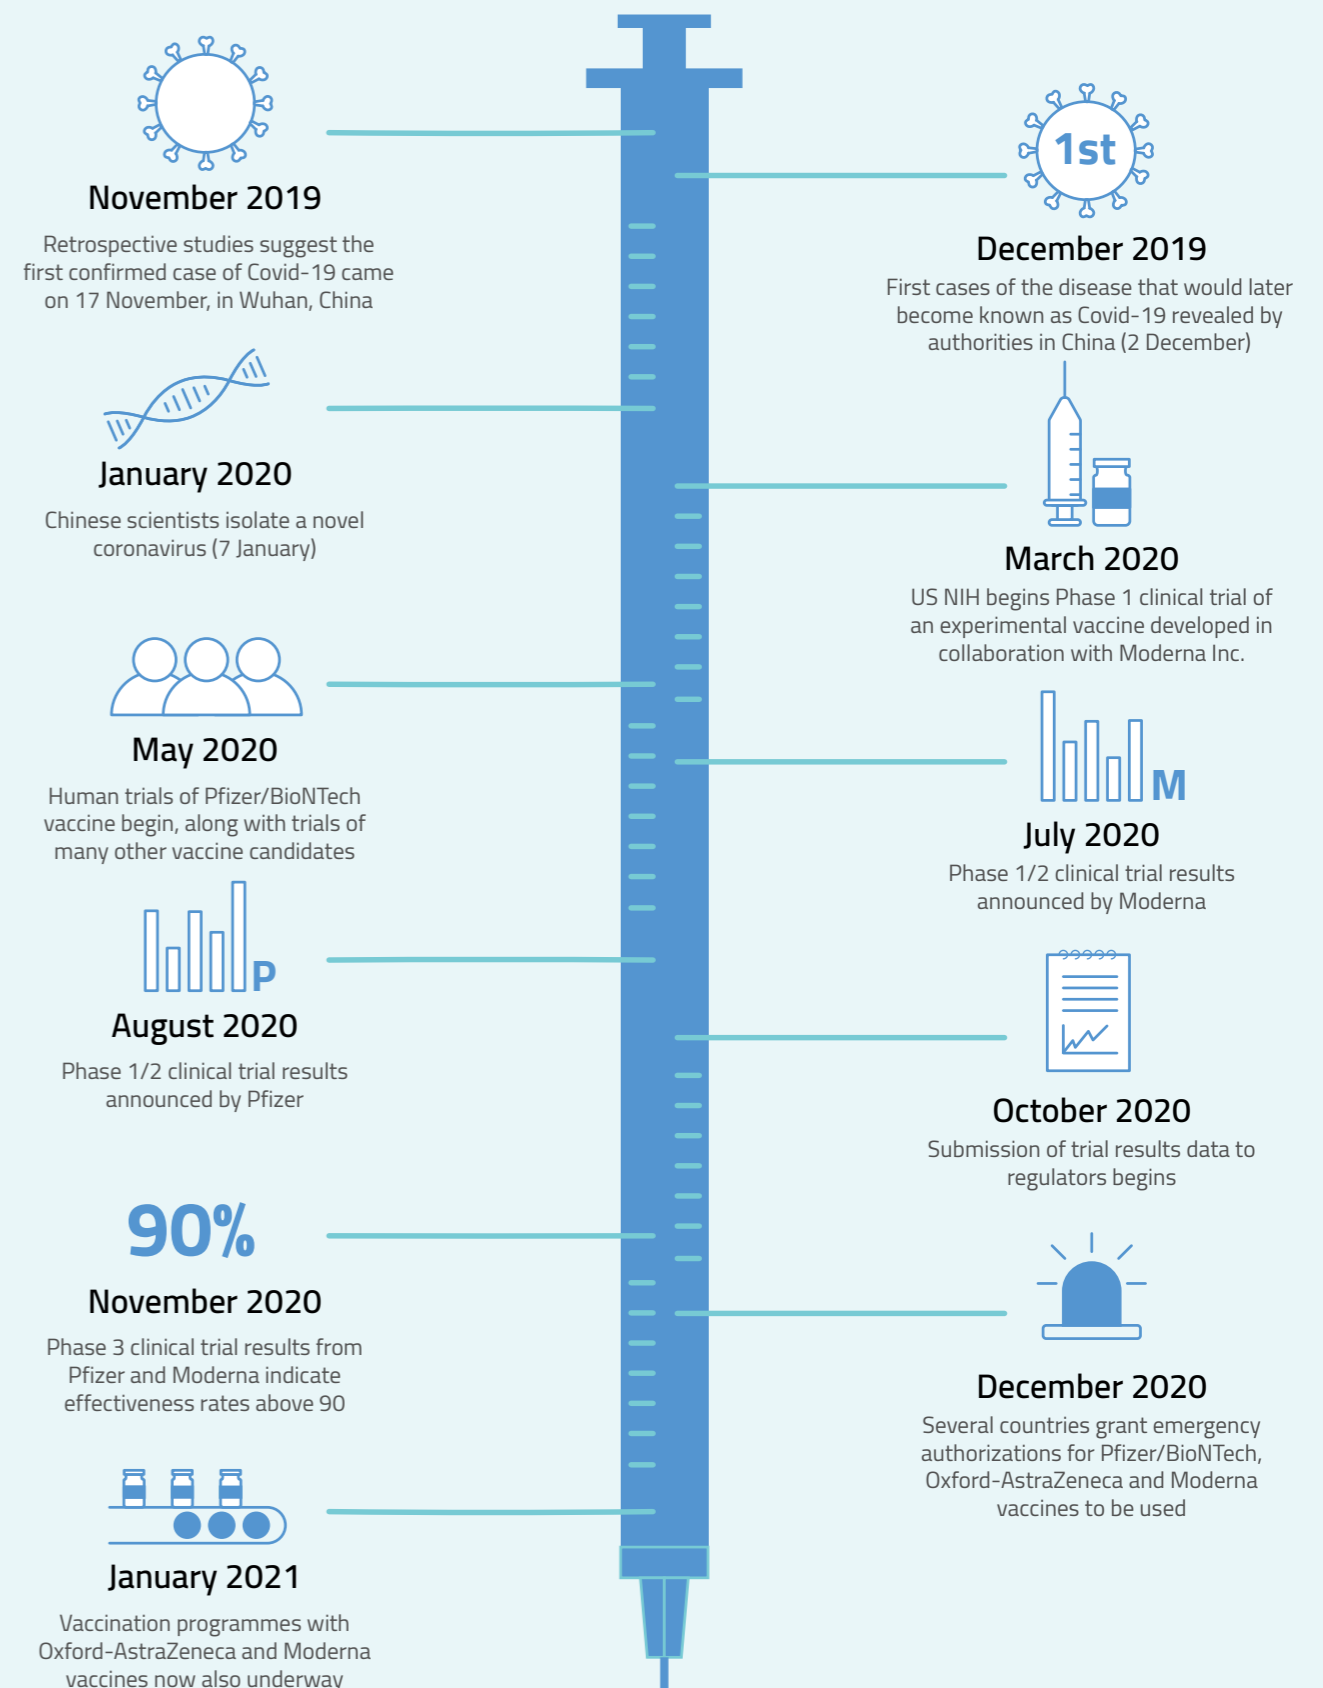 November 2019
Retrospective studies suggest the
first confirmed case of Covid-19 came
on 17 November, in Wuhan, China
1st
December 2019
First cases of the disease that would later
become known as Covid-19 revealed by
authorities in China (2 December)
January 2020
Chinese scientists isolate a novel
coronavirus (7 January)
March 2020
US NIH begins Phase 1 clinical trial of
an experimental vaccine developed in
collaboration with Moderna Inc.
May 2020
Human trials of Pfizer/BioNTech
vaccine begin, along with trials of
many other vaccine candidates
M
July 2020
Phase 1/2 clinical trial results
announced by Moderna
P
August 2020
Phase 1/2 clinical trial results
announced by Pfizer
October 2020
Submission of trial results data to
regulators begins
90%
November 2020
Phase 3 clinical trial results from
Pfizer and Moderna indicate
effectiveness rates above 90
December 2020
Several countries grant emergency
authorizations for Pfizer/BioNTech,
Oxford-AstraZeneca and Moderna
vaccines to be used
January 2021
Vaccination programmes with
Oxford-AstraZeneca and Moderna
vaccines now also underway